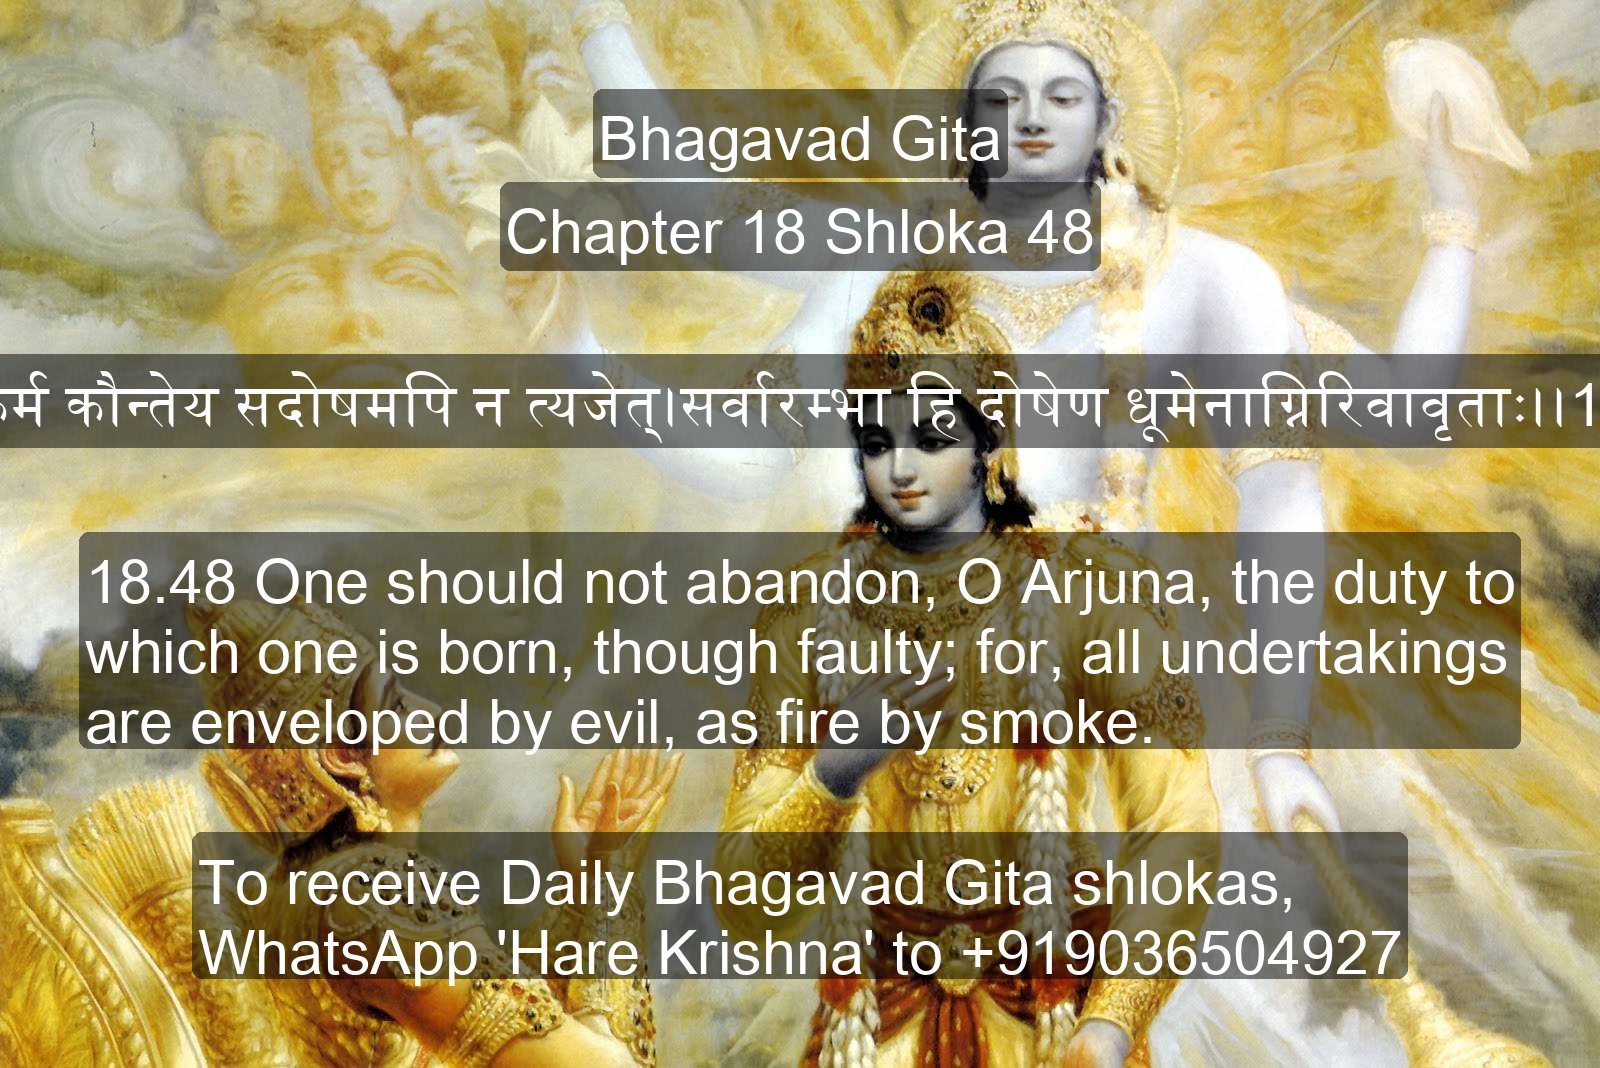 Bhagavad Gita
Chapter 18 Shloka 48
कौन्तेय सदोषमपि न त्यजेत्।सर्वारम्भा हि दोषेण धूमेनाग्निरिवावृताः।।1
18.48 One should not abandon, O Arjuna, the duty to
which one is born, though faulty; for, all undertakings
are enveloped by evil, as fire by smoke.
To receive Daily Bhagavad Gita shlokas,
WhatsApp 'Hare Krishna' to +919036504927